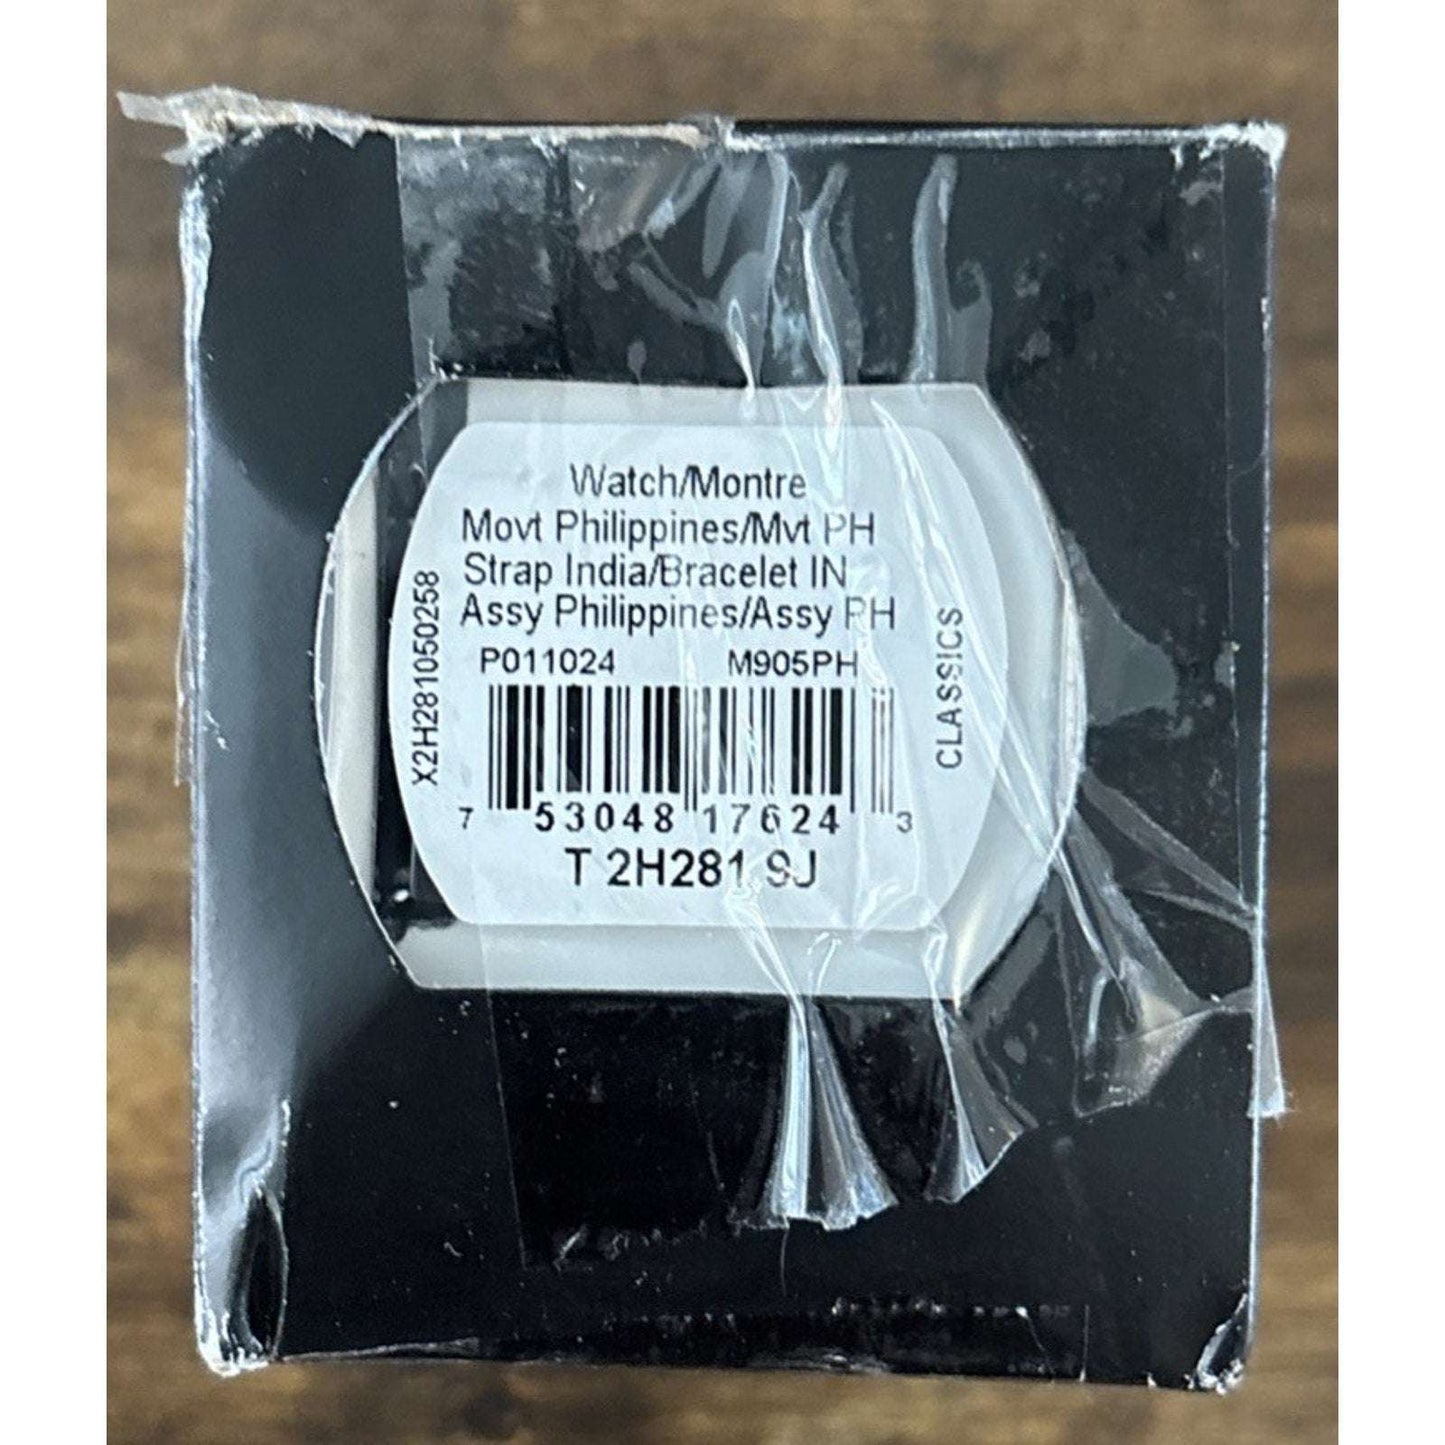 Watch/Montre
Movt Philippines/Mvt PH
Strap India/Bracelet IN
Assy Philippines/Assy PH
P011024 M905PH
7 53048 17624 3
T 2H281 9J
X2H281050258
CLASSICS